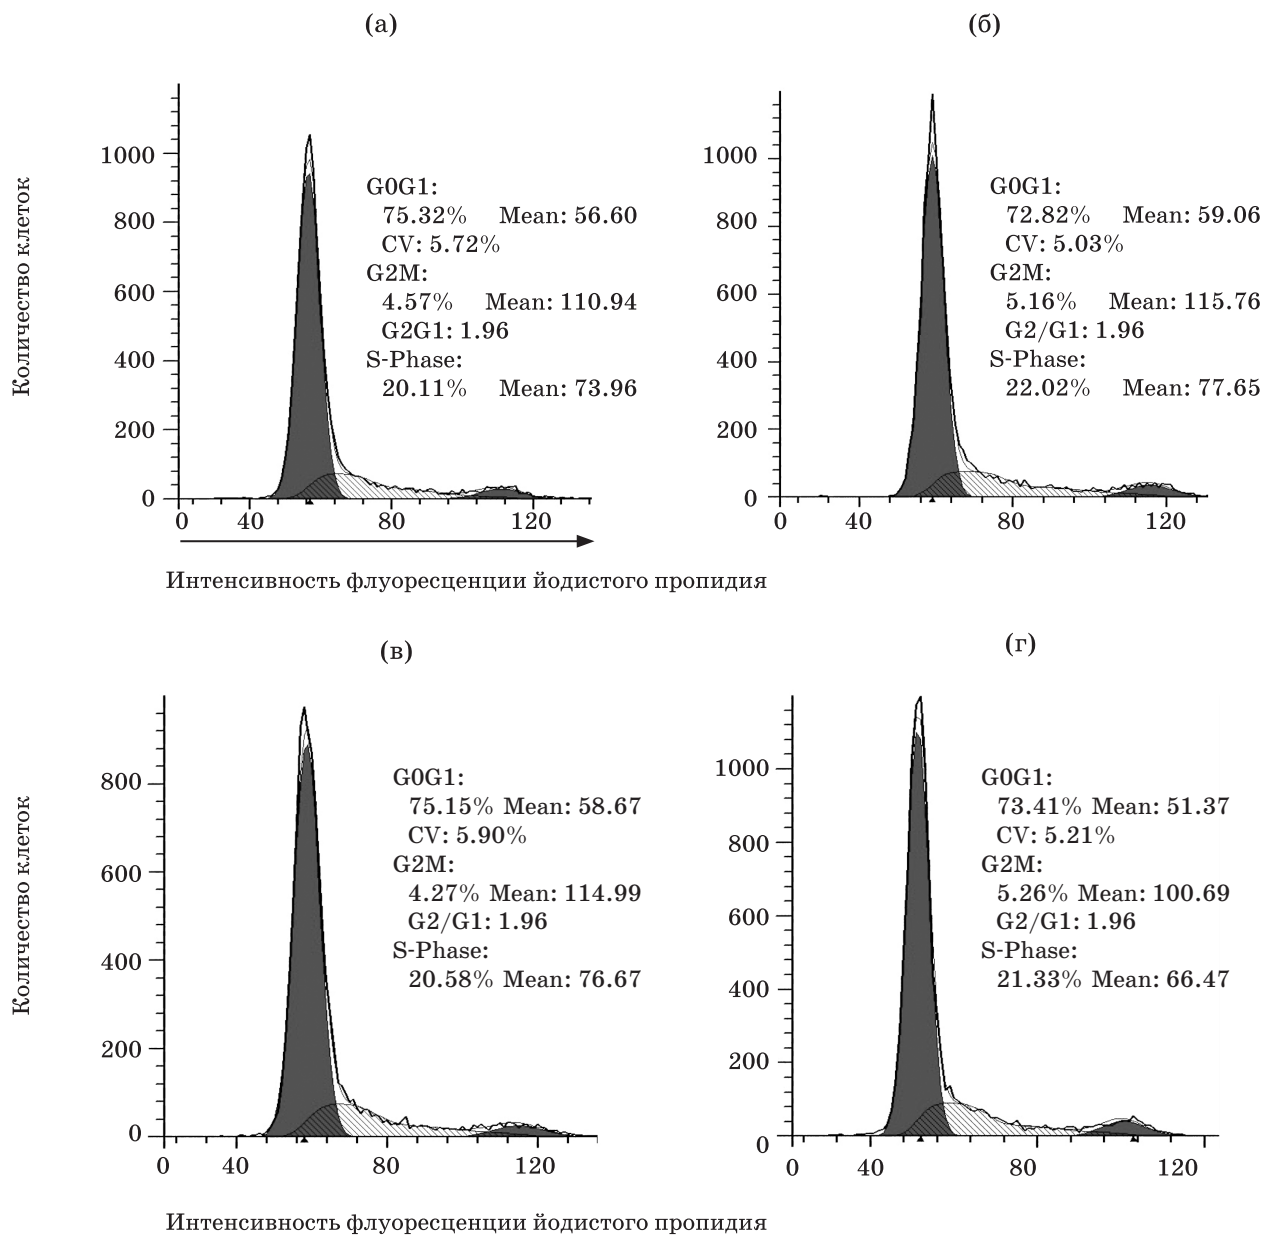 (а)
Количество клеток
1000
800
600
400
200
0
0 40 80 120
G0G1:
75.32% Mean: 56.60
CV: 5.72%
G2M:
4.57% Mean: 110.94
G2G1: 1.96
S-Phase:
20.11% Mean: 73.96
(б)
1000
800
600
400
200
0
0 40 80 120
G0G1:
72.82% Mean: 59.06
CV: 5.03%
G2M:
5.16% Mean: 115.76
G2/G1: 1.96
S-Phase:
22.02% Mean: 77.65
Интенсивность флуоресценции йодистого пропидия
(в)
Количество клеток
800
600
400
200
0
0 40 80 120
G0G1:
75.15% Mean: 58.67
CV: 5.90%
G2M:
4.27% Mean: 114.99
G2/G1: 1.96
S-Phase:
20.58% Mean: 76.67
(г)
1000
800
600
400
200
0
0 40 80 120
G0G1:
73.41% Mean: 51.37
CV: 5.21%
G2M:
5.26% Mean: 100.69
G2/G1: 1.96
S-Phase:
21.33% Mean: 66.47
Интенсивность флуоресценции йодистого пропидия